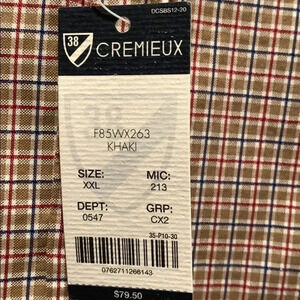 DCSBS12-20
38
CREMIEUX
F85WX263
KHAKI
SIZE: MIC:
XXL 213
DEPT: GRP:
0547 CX2
35-P10-30
0762711266143
$79.50